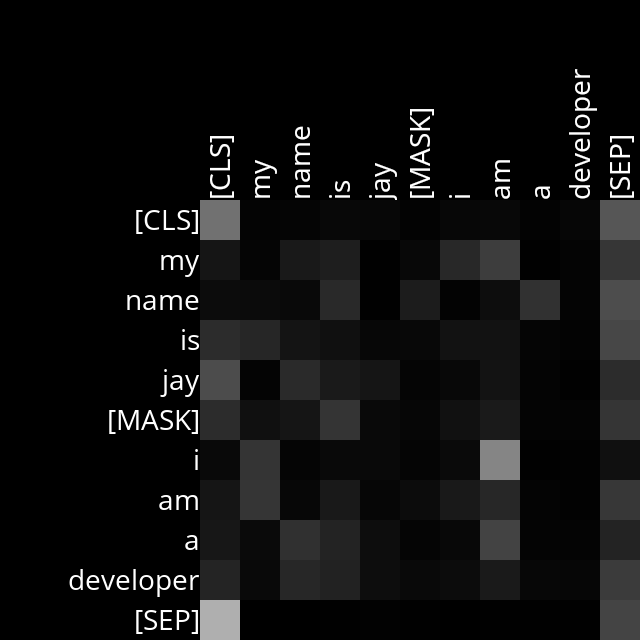 [CLS] my name is jay [MASK] i am a developer [SEP]
[CLS]
my
name
is
jay
[MASK]
i
am
a
developer
[SEP]